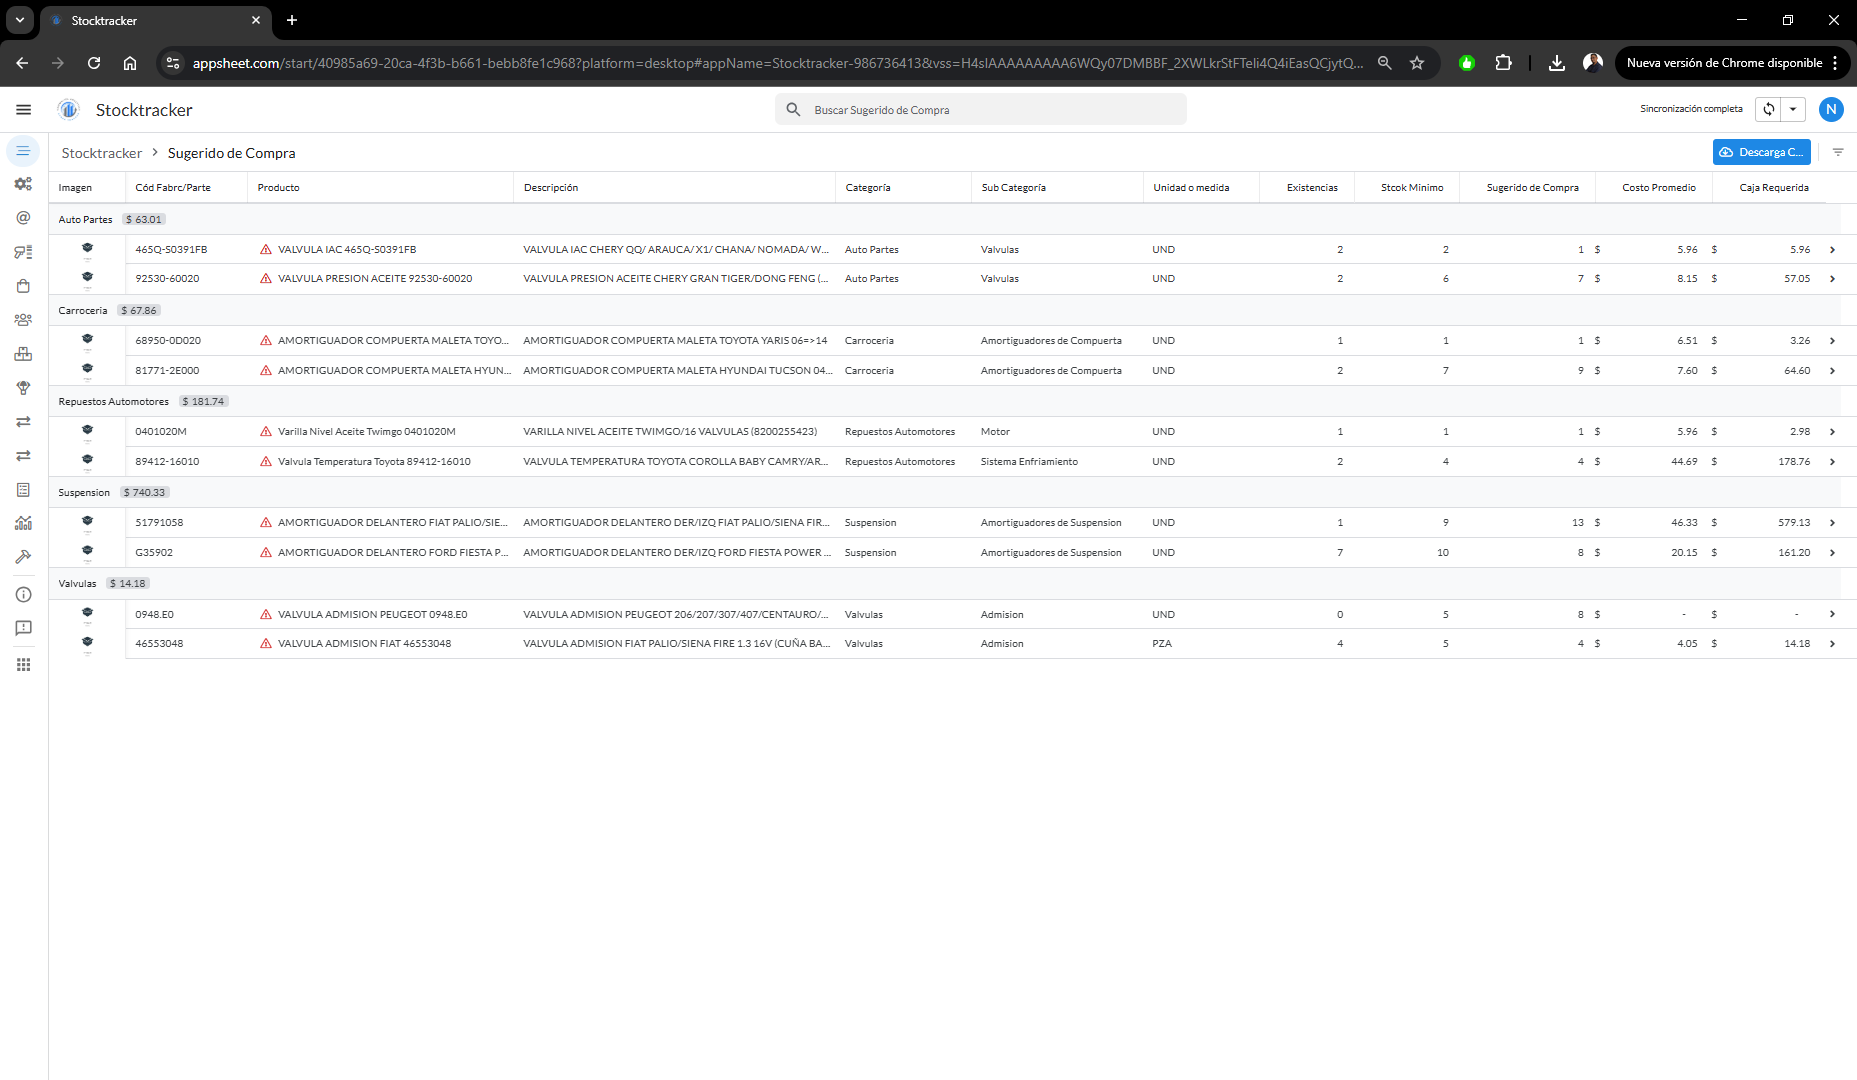 Stocktracker
appsheet.com/start/40985a69-20ca-4f3b-b661-bebb8fe1c968?platform=desktop#appName=Stocktracker-986736413&vss=H4sIAAAAAAAAA6WQy07DMBBF_2XWLkrStFTeli4Q4iEasQCjytQ...
Nueva versión de Chrome disponible
Stocktracker
Buscar Sugerido de Compra
Sincronización completa
N
Stocktracker > Sugerido de Compra
Descarga C...
Imagen Cód Fabrc/Parte Producto Descripción Categoría Sub Categoría Unidad o medida Existencias Stcok Minimo Sugerido de Compra Costo Promedio Caja Requerida
Auto Partes $ 63.01
465Q-S0391FB VALVULA IAC 465Q-S0391FB VALVULA IAC CHERY QQ/ ARAUCA/ X1/ CHANA/ NOMADA/ W... Auto Partes Valvulas UND 2 2 1 $ 5.96 $ 5.96
92530-60020 VALVULA PRESION ACEITE 92530-60020 VALVULA PRESION ACEITE CHERY GRAN TIGER/DONG FENG (... Auto Partes Valvulas UND 2 6 7 $ 8.15 $ 57.05
Carroceria $ 67.86
68950-0D020 AMORTIGUADOR COMPUERTA MALETA TOYO... AMORTIGUADOR COMPUERTA MALETA TOYOTA YARIS 06=>14 Carroceria Amortiguadores de Compuerta UND 1 1 1 $ 6.51 $ 3.26
81771-2E000 AMORTIGUADOR COMPUERTA MALETA HYUN... AMORTIGUADOR COMPUERTA MALETA HYUNDAI TUCSON 04... Carroceria Amortiguadores de Compuerta UND 2 7 9 $ 7.60 $ 64.60
Repuestos Automotores $ 181.74
0401020M Varilla Nivel Aceite Twimgo 0401020M VARILLA NIVEL ACEITE TWIMGO/16 VALVULAS (8200255423) Repuestos Automotores Motor UND 1 1 1 $ 5.96 $ 2.98
89412-16010 Valvula Temperatura Toyota 89412-16010 VALVULA TEMPERATURA TOYOTA COROLLA BABY CAMRY/AR... Repuestos Automotores Sistema Enfriamiento UND 2 4 4 $ 44.69 $ 178.76
Suspension $ 740.33
51791058 AMORTIGUADOR DELANTERO FIAT PALIO/SIE... AMORTIGUADOR DELANTERO DER/IZQ FIAT PALIO/SIENA FIR... Suspension Amortiguadores de Suspension UND 1 9 13 $ 46.33 $ 579.13
G35902 AMORTIGUADOR DELANTERO FORD FIESTA P... AMORTIGUADOR DELANTERO DER/IZQ FORD FIESTA POWER ... Suspension Amortiguadores de Suspension UND 7 10 8 $ 20.15 $ 161.20
Valvulas $ 14.18
0948.E0 VALVULA ADMISION PEUGEOT 0948.E0 VALVULA ADMISION PEUGEOT 206/207/307/407/CENTAURO/... Valvulas Admision UND 0 5 8 $ - $ -
46553048 VALVULA ADMISION FIAT 46553048 VALVULA ADMISION FIAT PALIO/SIENA FIRE 1.3 16V (CUÑA BA... Valvulas Admision PZA 4 5 4 $ 4.05 $ 14.18